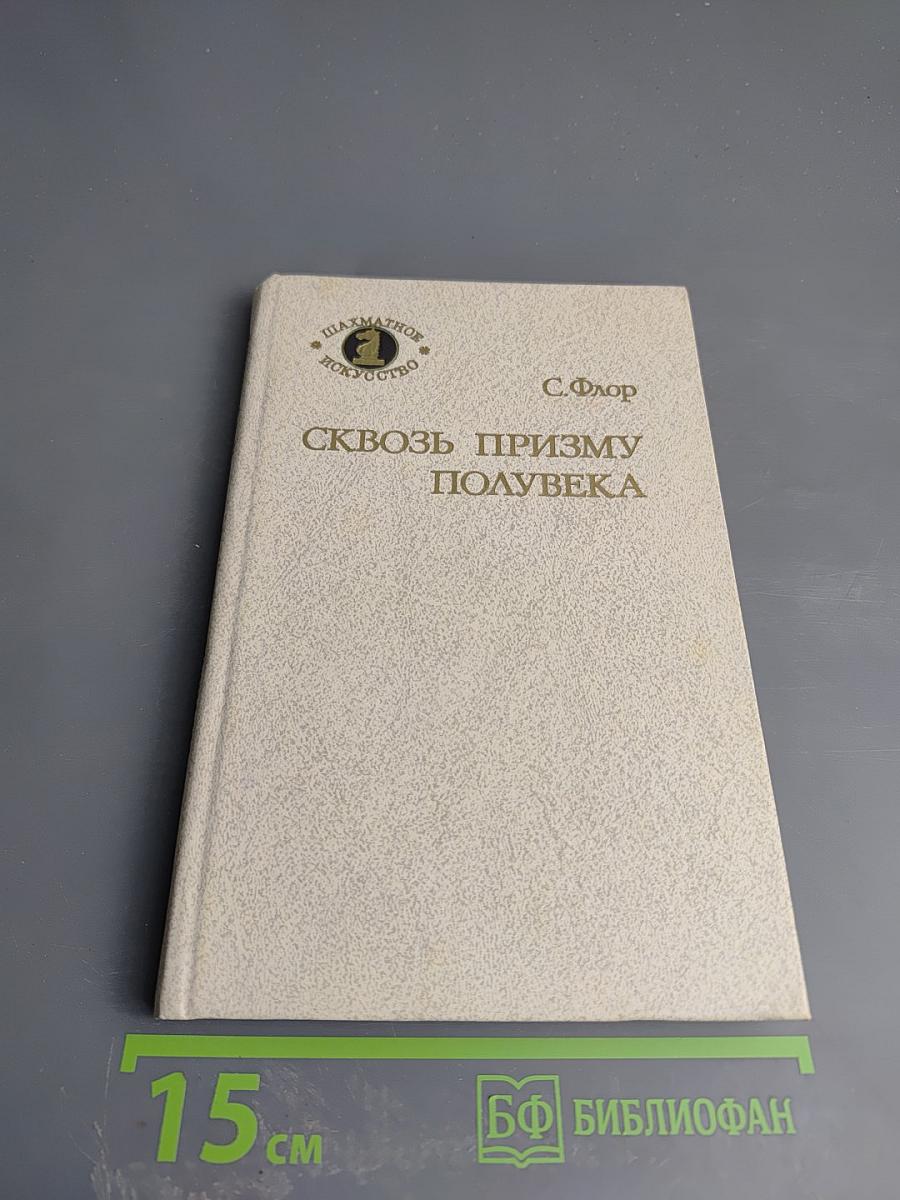 ШАХМАТНОЕ
ИСКУССТВО
С. Флор
СКВОЗЬ ПРИЗМУ
ПОЛУВЕКА
15 см
БФ БИБЛИОФАН